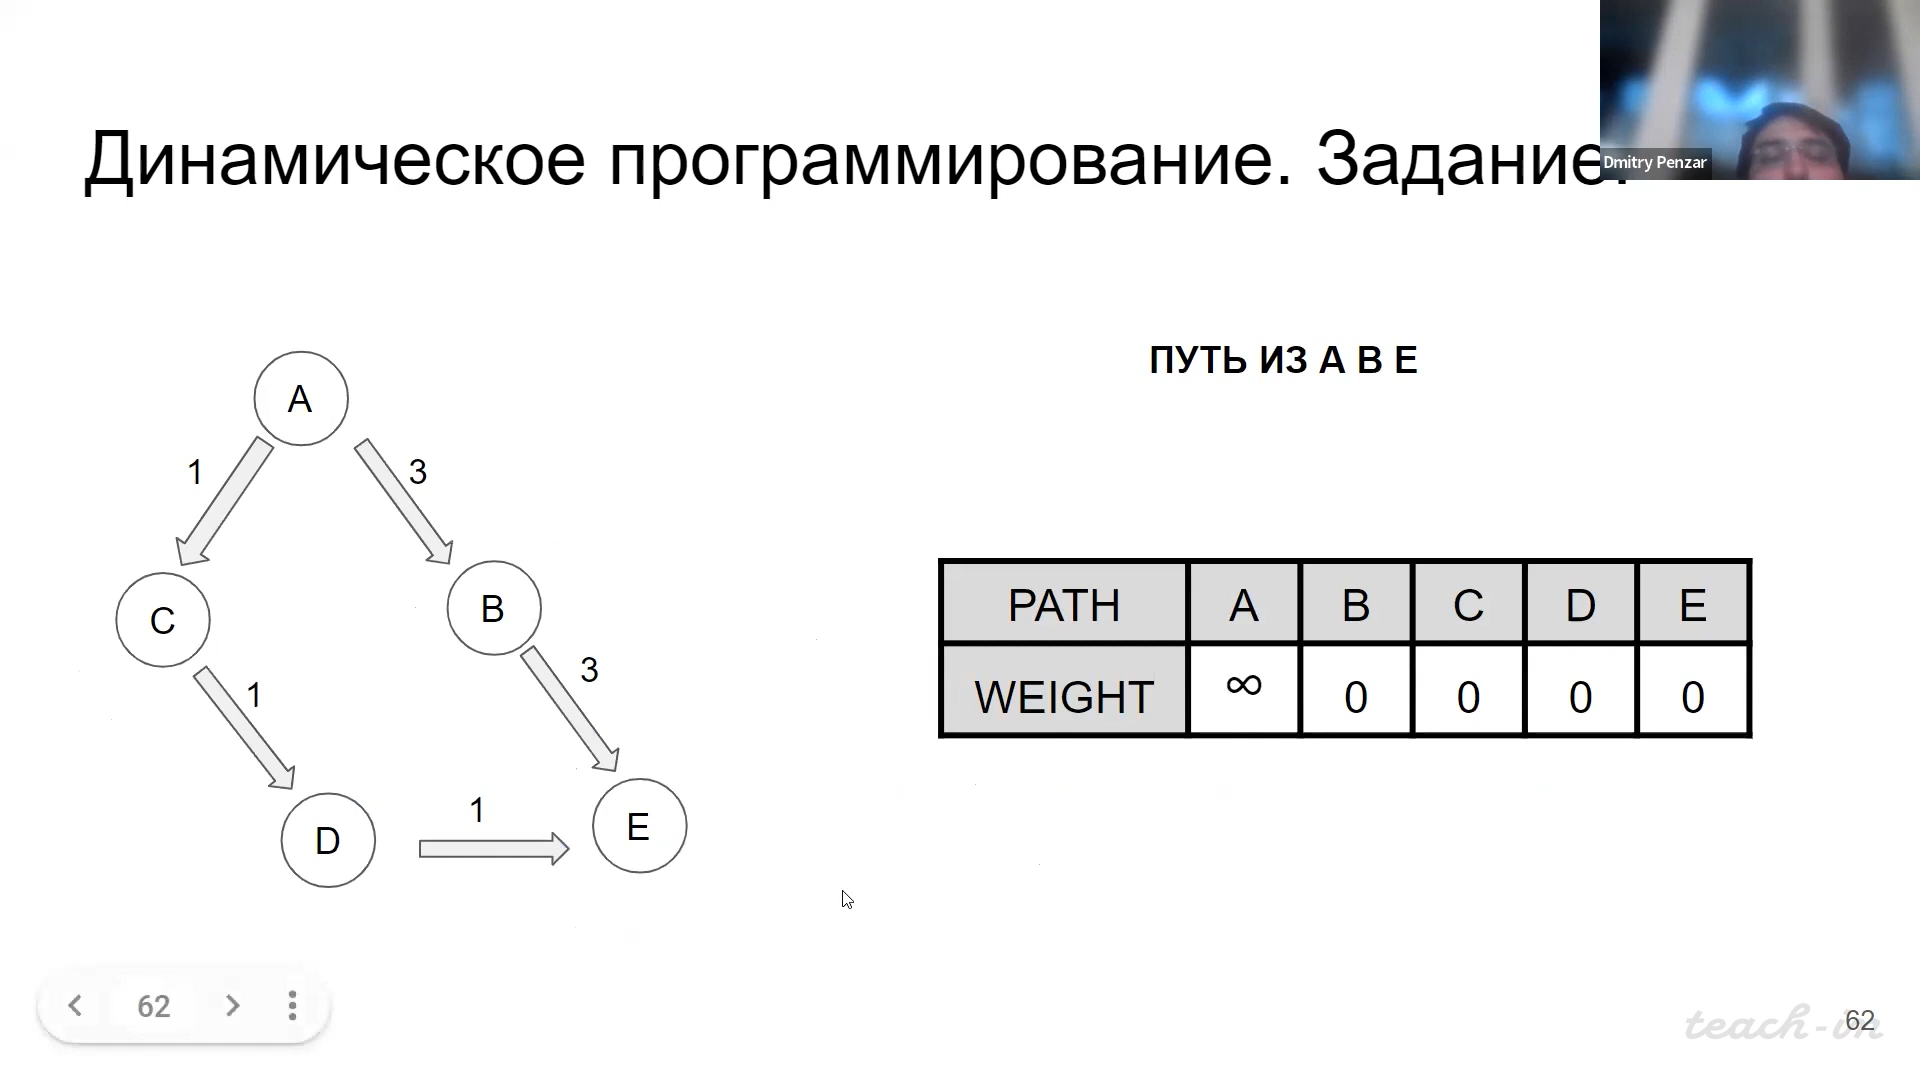 Динамическое программирование. Задание.
Dmitry Penzar
ПУТЬ ИЗ A В E
A
1
3
C
B
1
3
D
1
E
PATH A B C D E
WEIGHT ∞ 0 0 0 0
62
teach-in
62